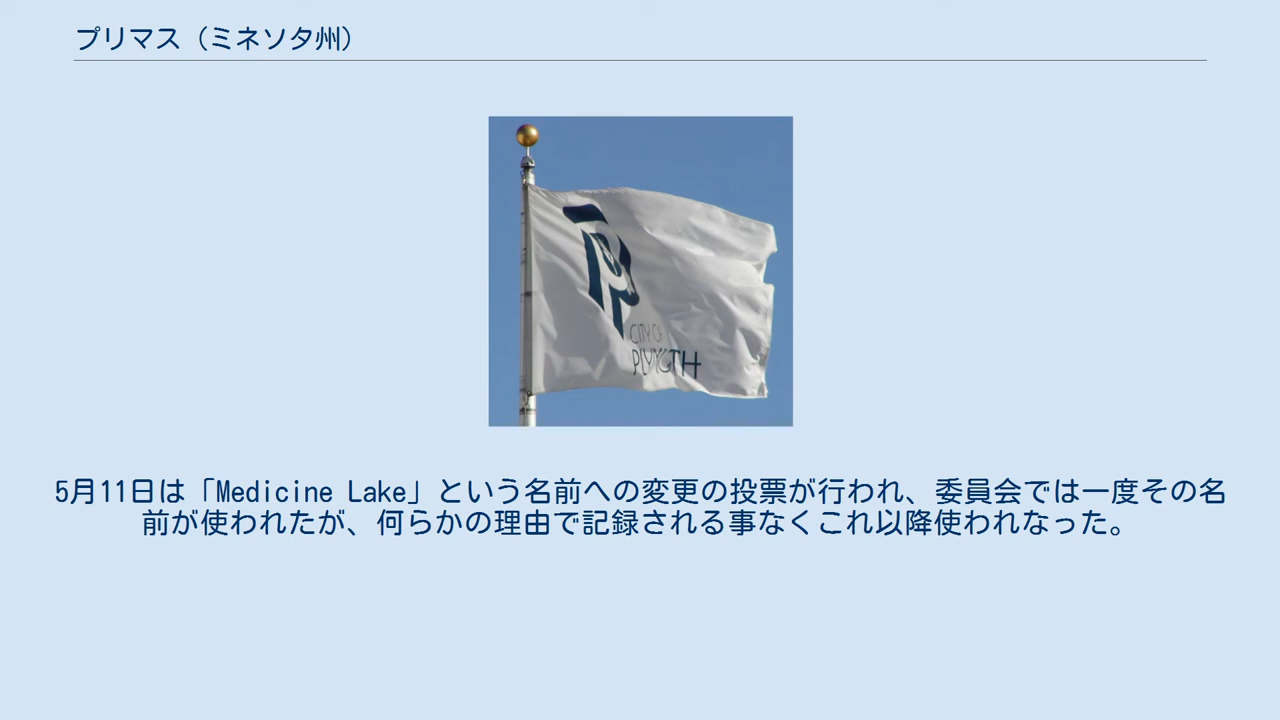 プリマス（ミネソタ州）
CITY OF
PLYMOTH
5月11日は「Medicine Lake」という名前への変更の投票が行われ、委員会では一度その名
前が使われたが、何らかの理由で記録される事なくこれ以降使われなった。